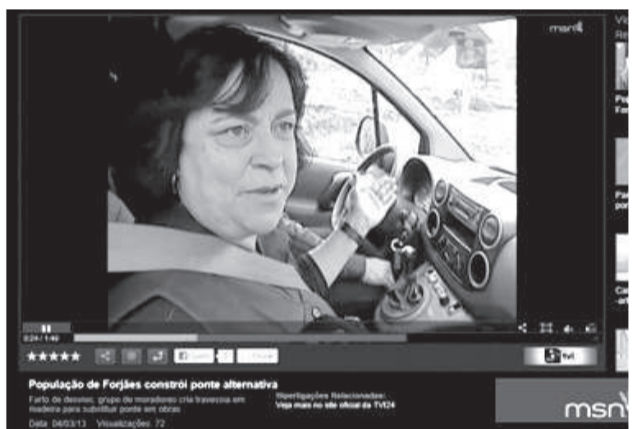 msn
0:24 / 1:40
tvi
População de Forjães constrói ponte alternativa
Farto de desvios, grupo de moradores cria travessia em
madeira para substituir ponte em obras
Data: 04/03/13 Visualizações: 72
Hiperligações Relacionadas:
Veja mais no site oficial da TVI24
msn